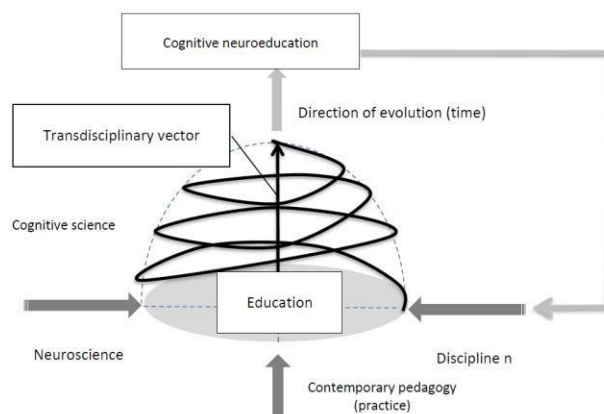 Cognitive neuroeducation
Direction of evolution (time)
Transdisciplinary vector
Cognitive science
Education
Neuroscience
Discipline n
Contemporary pedagogy
(practice)